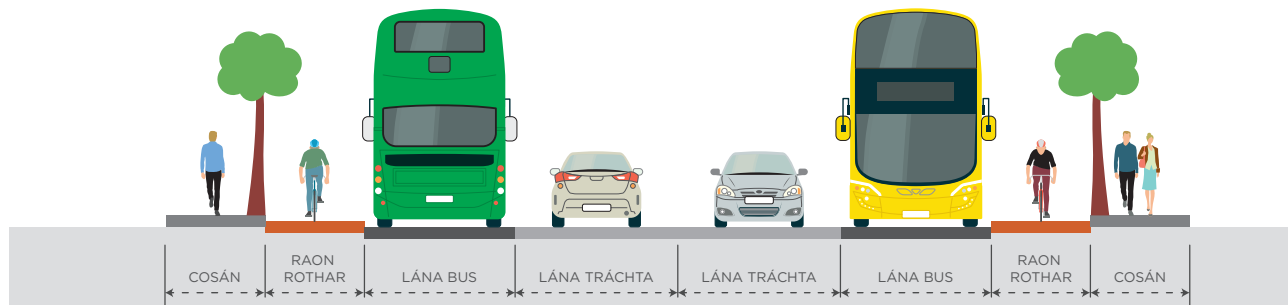 COSÁN
RAON
ROTHAR
LÁNA BUS
LÁNA TRÁCHTA
LÁNA TRÁCHTA
LÁNA BUS
RAON
ROTHAR
COSÁN